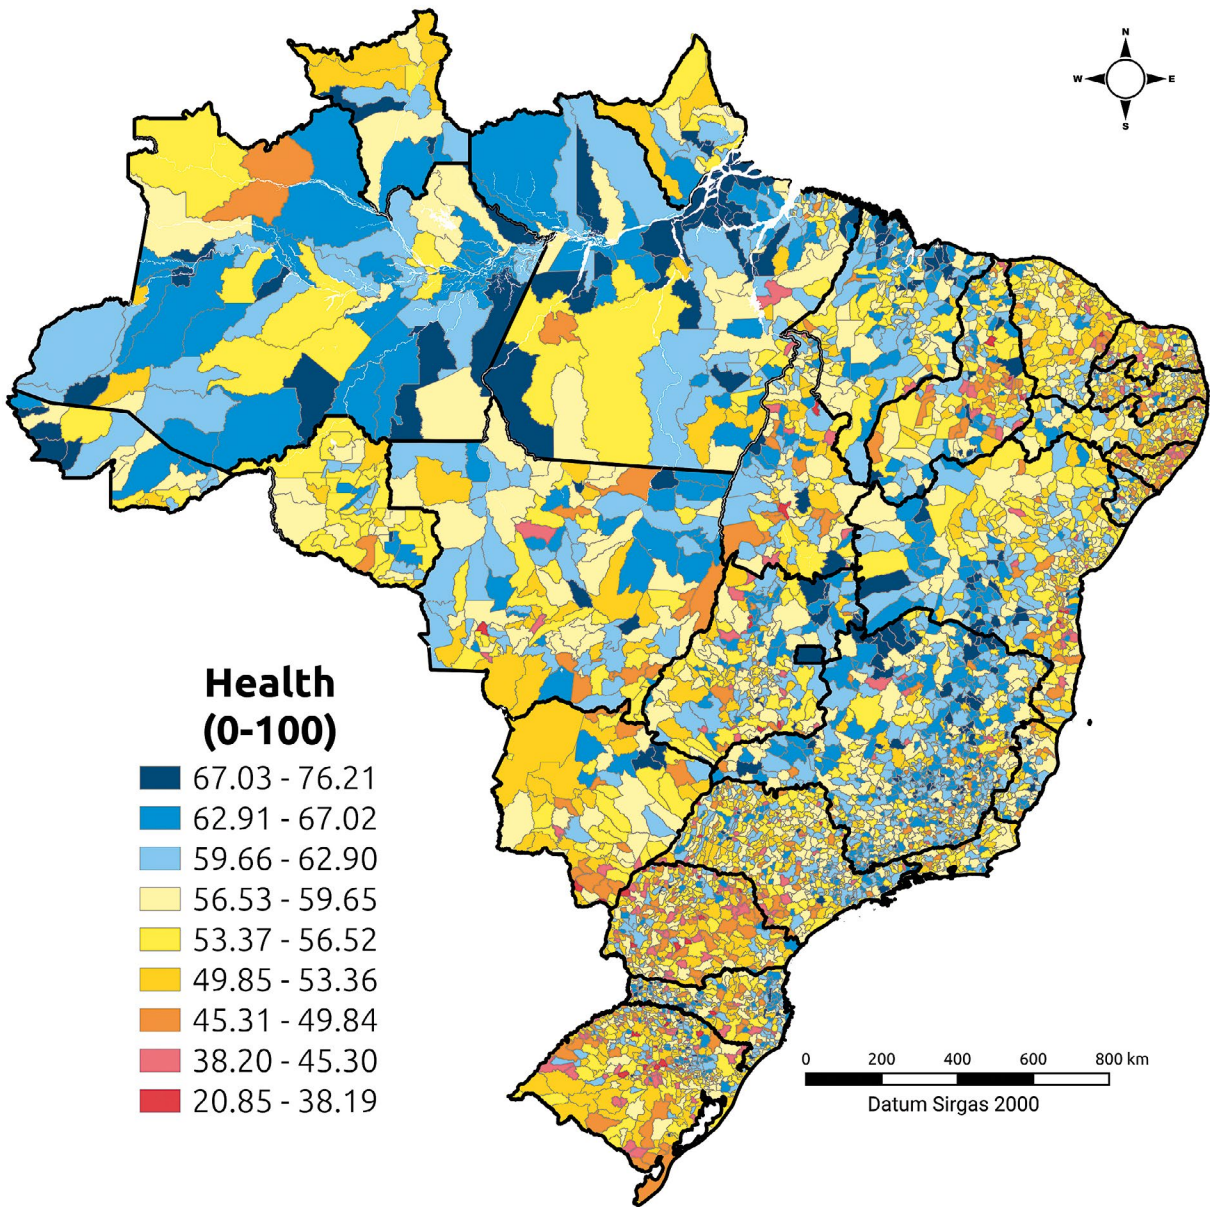 N
W E
S
Health
(0-100)
67.03 - 76.21
62.91 - 67.02
59.66 - 62.90
56.53 - 59.65
53.37 - 56.52
49.85 - 53.36
45.31 - 49.84
38.20 - 45.30
20.85 - 38.19
0 200 400 600 800 km
Datum Sirgas 2000